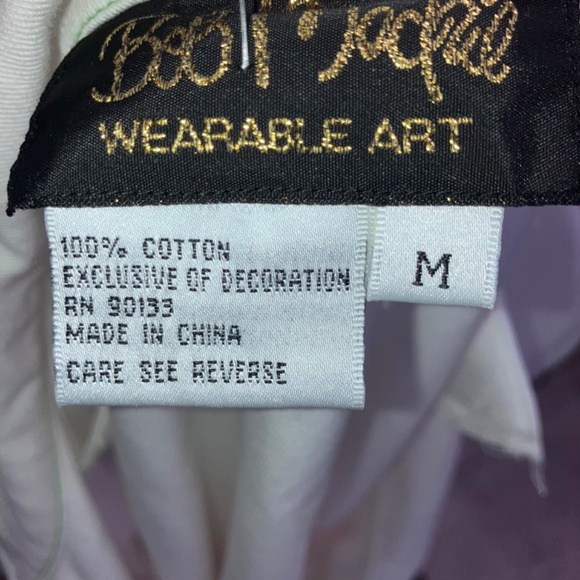 Bob Mackie
WEARABLE ART
100% COTTON
EXCLUSIVE OF DECORATION
RN 90133
MADE IN CHINA
CARE SEE REVERSE
M